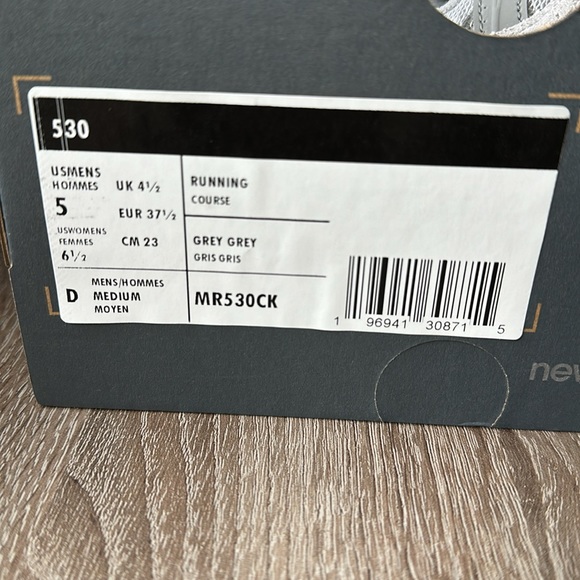 530
USMENS
HOMMES
5
USWOMENS
FEMMES
6½
UK 4½
EUR 37½
CM 23
RUNNING
COURSE
GREY GREY
GRIS GRIS
D
MENS/HOMMES
MEDIUM
MOYEN
MR530CK
1 96941 30871 5
new